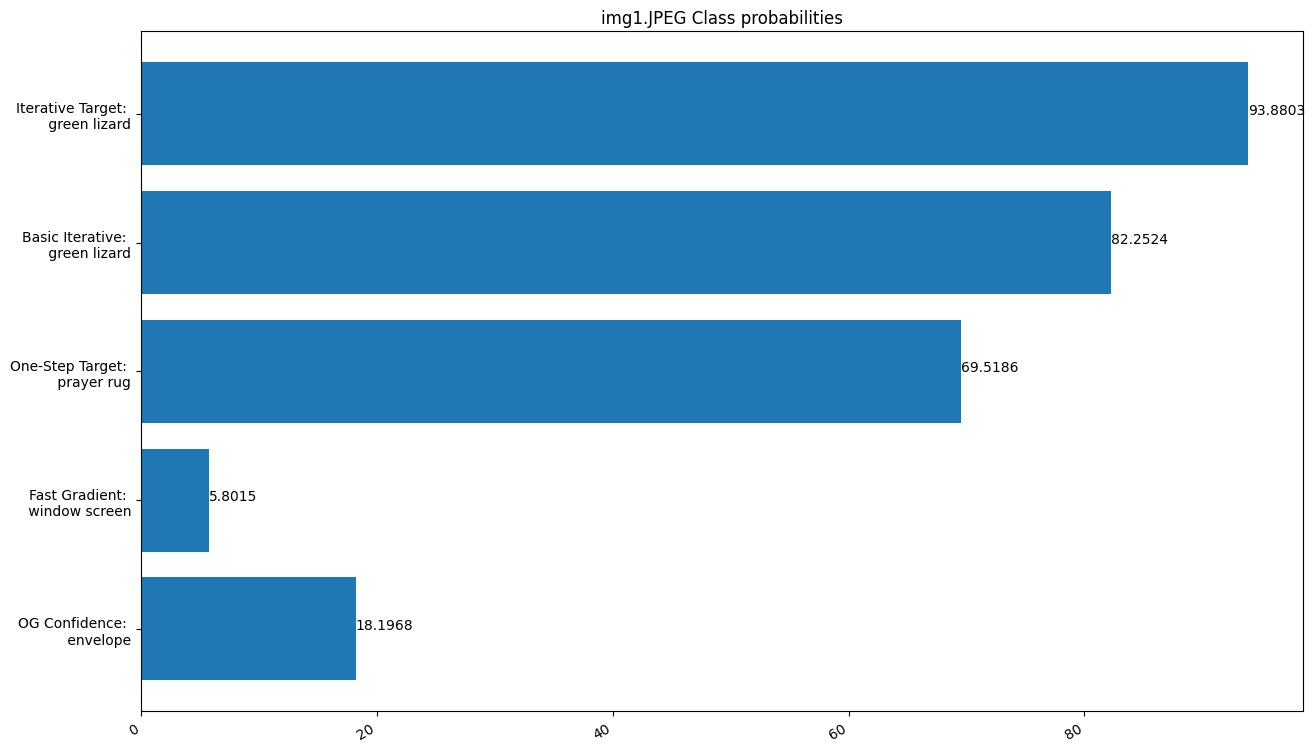 img1.JPEG Class probabilities
Iterative Target:
green lizard
93.8803
Basic Iterative:
green lizard
82.2524
One-Step Target:
prayer rug
69.5186
Fast Gradient:
window screen
5.8015
OG Confidence:
envelope
18.1968
0
20
40
60
80